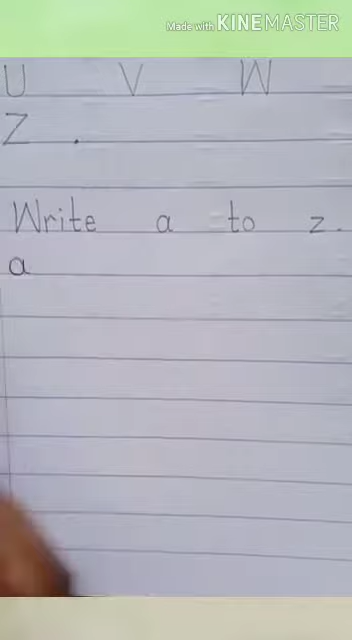 Made with KINEMASTER
U V W
Z .
Write a to z.
a